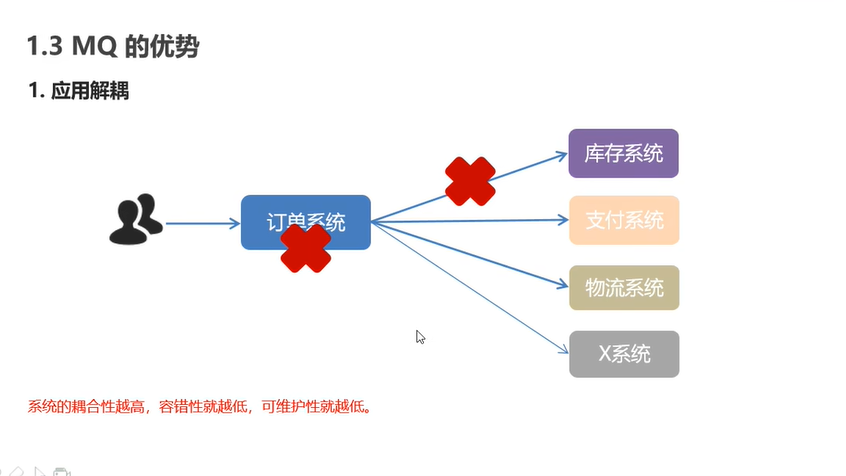 1.3 MQ 的优势
1. 应用解耦
库存系统
订单系统
支付系统
物流系统
X系统
系统的耦合性越高，容错性就越低，可维护性就越低。